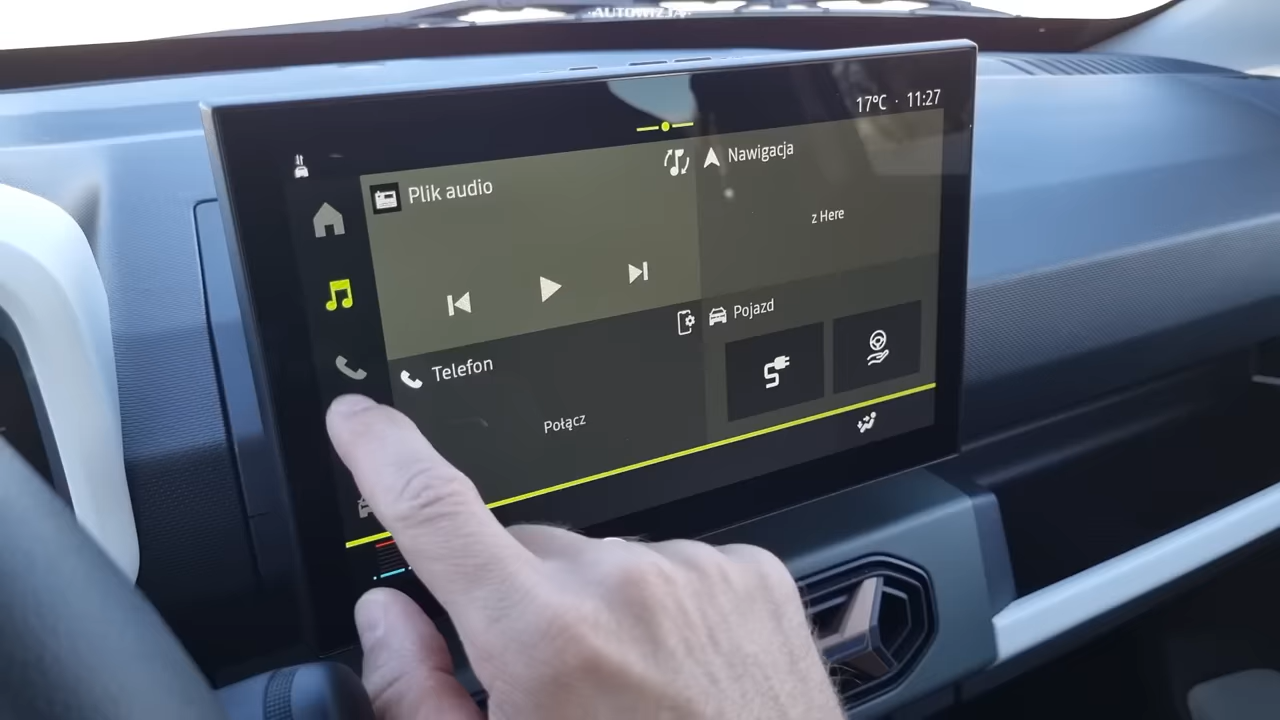 AUTOWIZJA
17°C · 11:27
Plik audio
Nawigacja
z Here
Pojazd
Telefon
Połącz